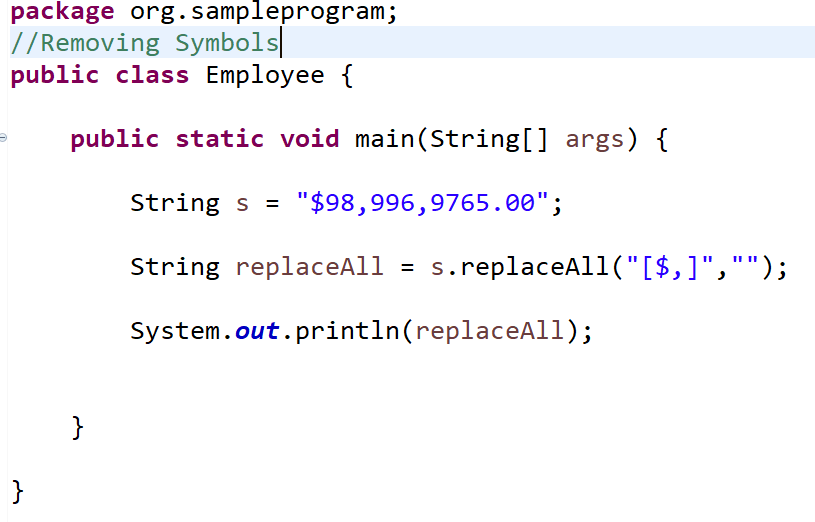 package org.sampleprogram;
//Removing Symbols
public class Employee {
public static void main(String[] args) {
String s = "$98,996,9765.00";
String replaceAll = s.replaceAll("[$,]","");
System.out.println(replaceAll);
}
}